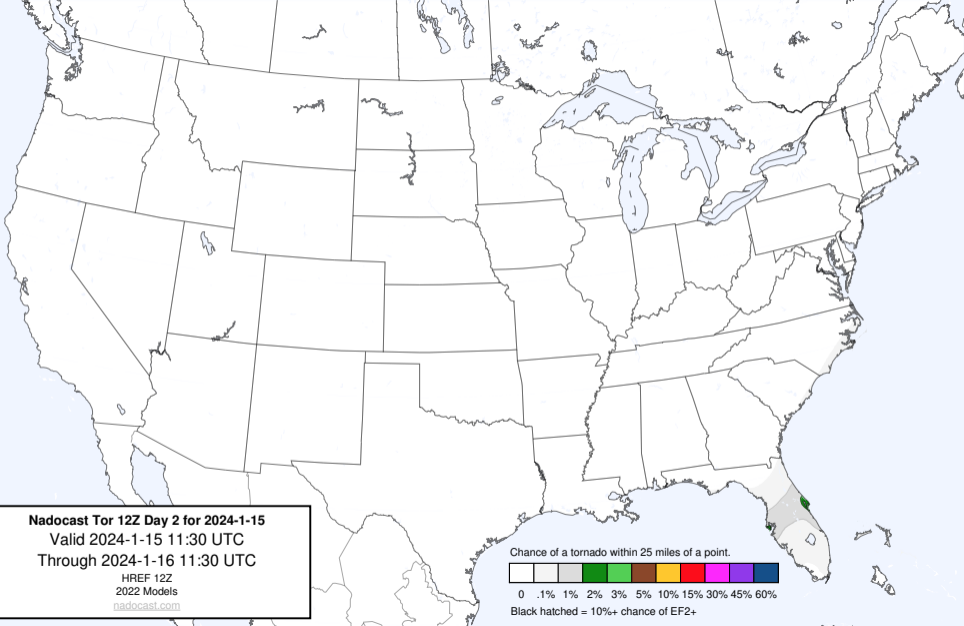 Nadocast Tor 12Z Day 2 for 2024-1-15
Valid 2024-1-15 11:30 UTC
Through 2024-1-16 11:30 UTC
HREF 12Z
2022 Models
nadocast.com
Chance of a tornado within 25 miles of a point.
0 .1% 1% 2% 3% 5% 10% 15% 30% 45% 60%
Black hatched = 10%+ chance of EF2+